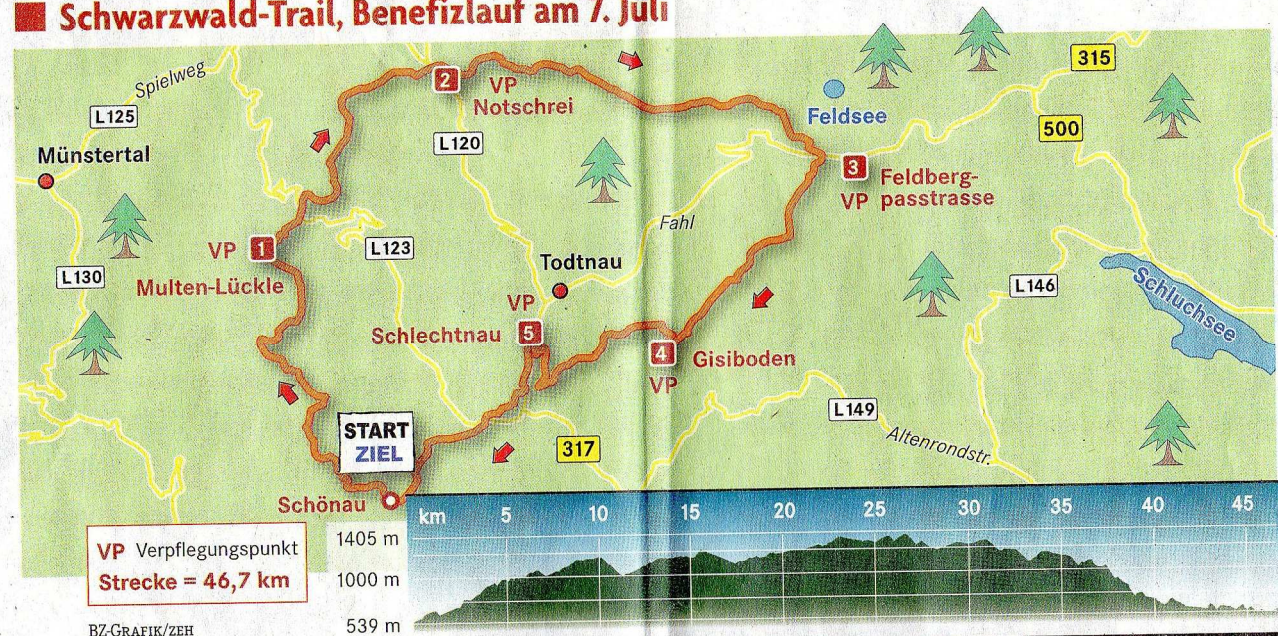 Schwarzwald-Trail, Benefizlauf am 7. Juli
Spielweg
L125
Münstertal
L130
VP 1
Multen-Lückle
2 VP
Notschrei
L120
L123
Feldsee
315
500
3 Feldberg-
VP passtrasse
Fahl
Todtnau
VP
Schlechtnau 5
4 Gisiboden
VP
L146
Schluchsee
L149
Altenrondstr.
START
ZIEL
317
Schönau
VP Verpflegungspunkt
Strecke = 46,7 km
km 5 10 15 20 25 30 35 40 45
1405 m
1000 m
539 m
BZ-GRAFIK/ZEH